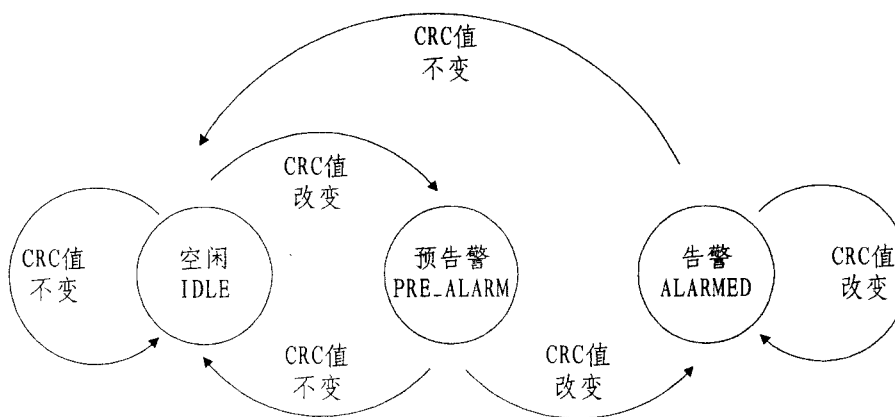 CRC值
不变
CRC值
改变
CRC值
不变
空闲
IDLE
预告警
PRE_ALARM
告警
ALARMED
CRC值
改变
CRC值
不变
CRC值
改变